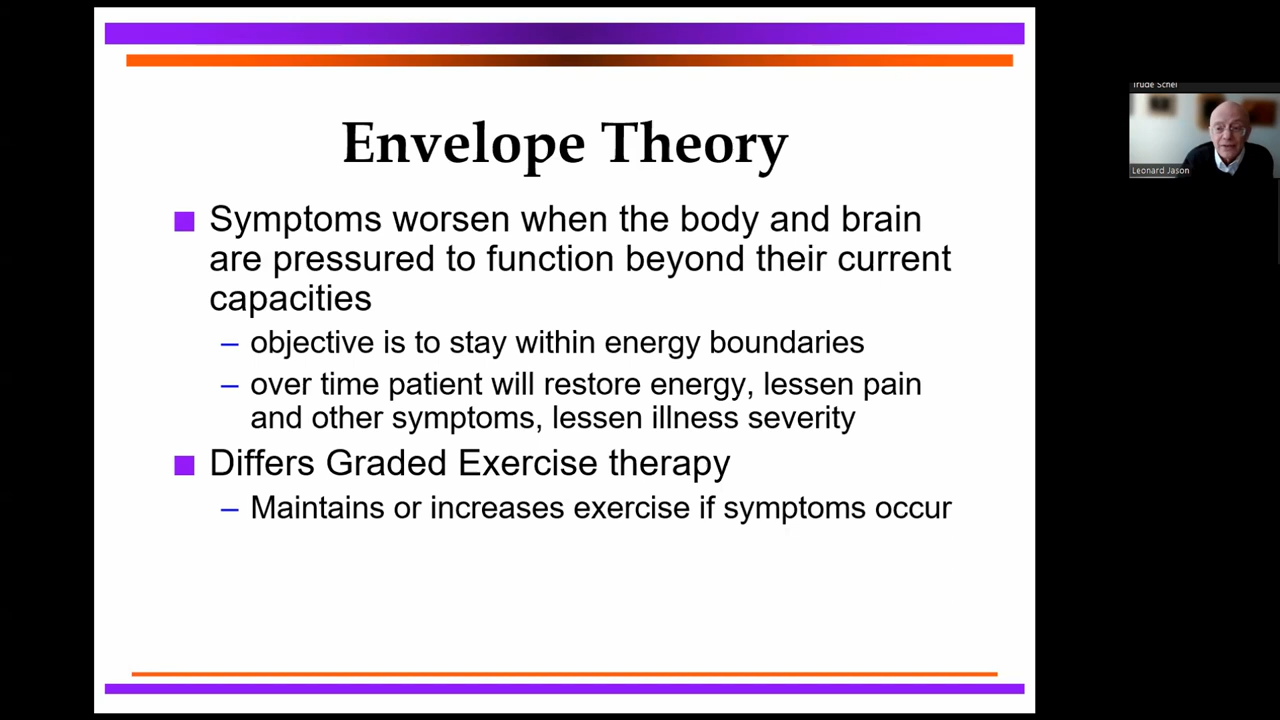 Envelope Theory
Symptoms worsen when the body and brain
are pressured to function beyond their current
capacities
– objective is to stay within energy boundaries
– over time patient will restore energy, lessen pain
and other symptoms, lessen illness severity
Differs Graded Exercise therapy
– Maintains or increases exercise if symptoms occur
Trude Schei
Leonard Jason